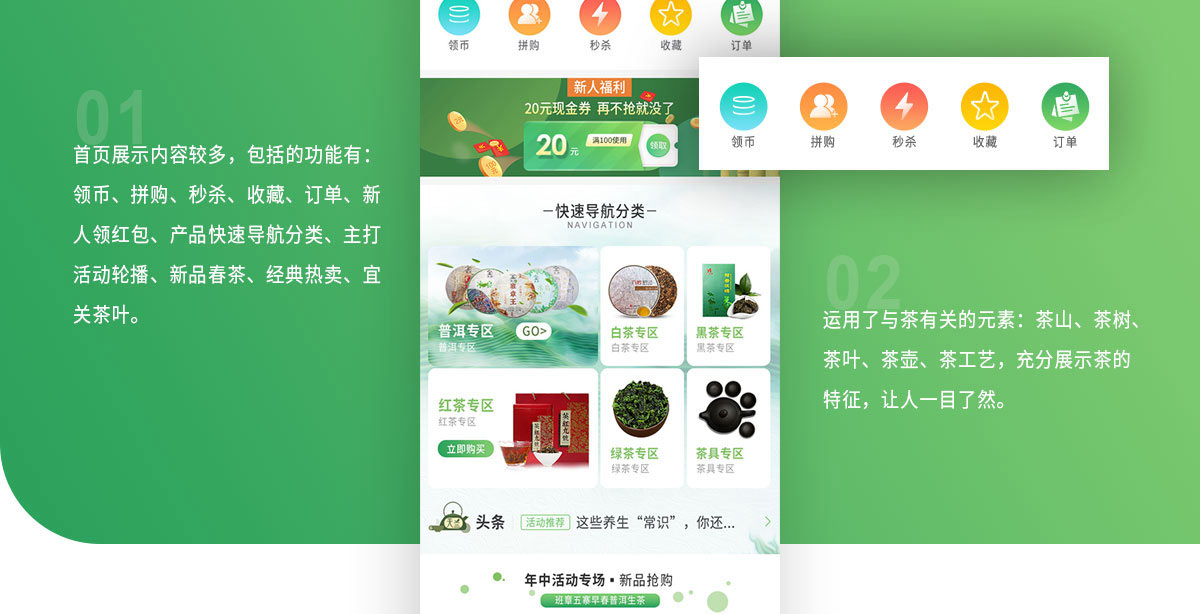 01
首页展示内容较多，包括的功能有：
领币、拼购、秒杀、收藏、订单、新
人领红包、产品快速导航分类、主打
活动轮播、新品春茶、经典热卖、宜
关茶叶。
领币 拼购 秒杀 收藏 订单
新人福利
20元现金券 再不抢就没了
20元 满100使用 领取
－快速导航分类－
NAVIGATION
普洱专区 GO>
普洱专区
白茶专区
白茶专区
黑茶专区
黑茶专区
红茶专区
红茶专区
立即购买
绿茶专区
绿茶专区
茶具专区
茶具专区
头条 活动推荐 这些养生“常识”，你还...
年中活动专场▪新品抢购
班章五寨早春普洱生茶
领币 拼购 秒杀 收藏 订单
02
运用了与茶有关的元素：茶山、茶树、
茶叶、茶壶、茶工艺，充分展示茶的
特征，让人一目了然。